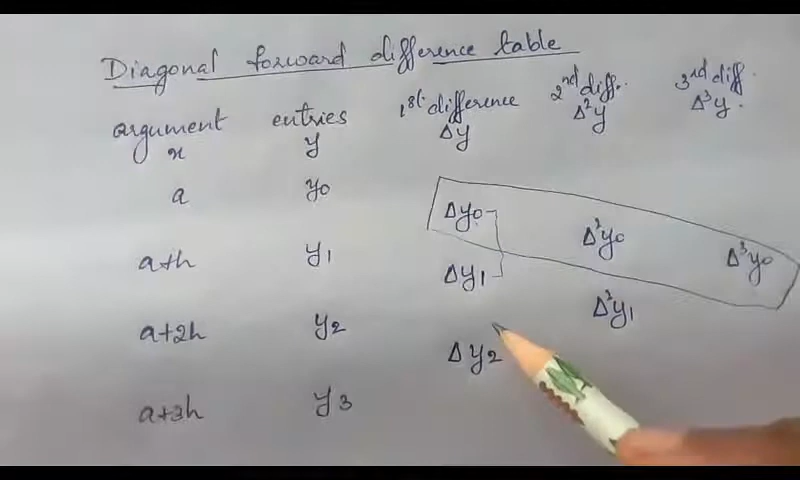 Diagonal forward difference table
argument entries 1st difference 2nd diff. 3rd diff.
x y Δy Δ²y Δ³y.
a y0
Δy0
Δ²y0
a+h y1 Δ³y0
Δy1
Δ²y1
a+2h y2
Δy2
a+3h y3